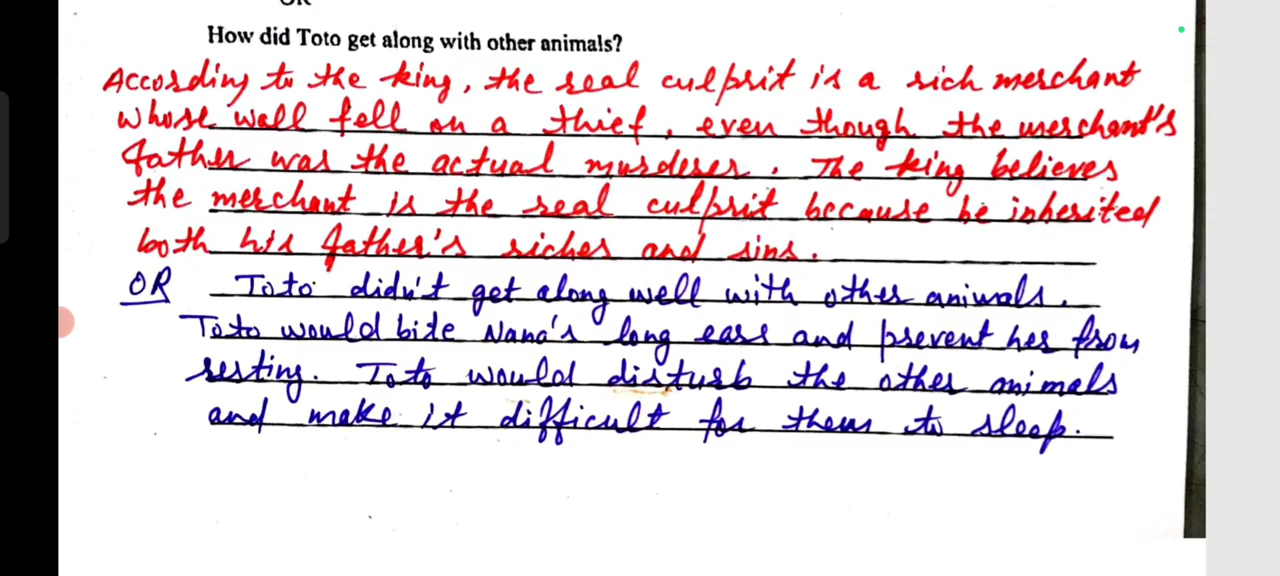 OR
How did Toto get along with other animals?
According to the king, the real culprit is a rich merchant
whose wall fell on a thief, even though the merchant's
father was the actual murderer. The king believes
the merchant is the real culprit because he inherited
both his father's riches and sins.
OR Toto didn't get along well with other animals.
Toto would bite Nana's long ears and prevent her from
resting. Toto would disturb the other animals
and make it difficult for them to sleep.